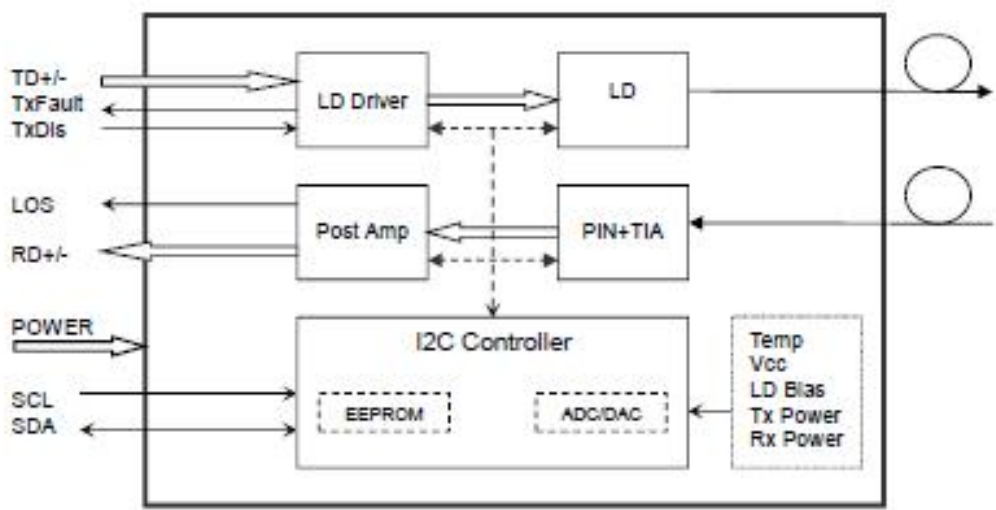 TD+/-
TxFault
TxDis
LD Driver
LD
LOS
RD+/-
Post Amp
PIN+TIA
POWER
SCL
SDA
I2C Controller
EEPROM
ADC/DAC
Temp
Vcc
LD Bias
Tx Power
Rx Power